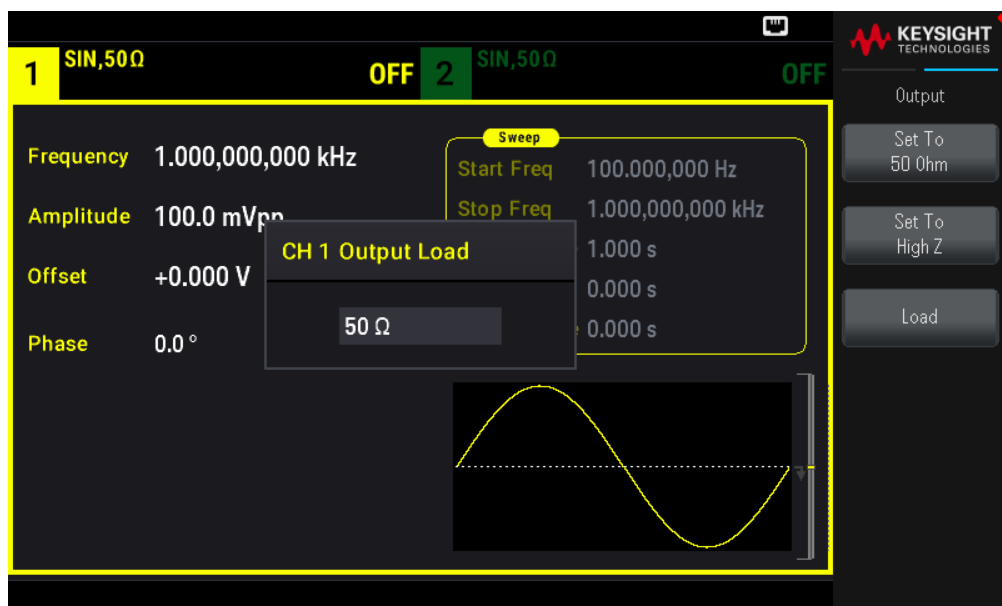 KEYSIGHT
TECHNOLOGIES
1 SIN,50Ω OFF 2 SIN,50Ω OFF
Output
Frequency 1.000,000,000 kHz
Amplitude 100.0 mVpp
Offset +0.000 V
Phase 0.0 °
Sweep
Start Freq 100.000,000 Hz
Stop Freq 1.000,000,000 kHz
1.000 s
0.000 s
0.000 s
CH 1 Output Load
50 Ω
Set To
50 Ohm
Set To
High Z
Load